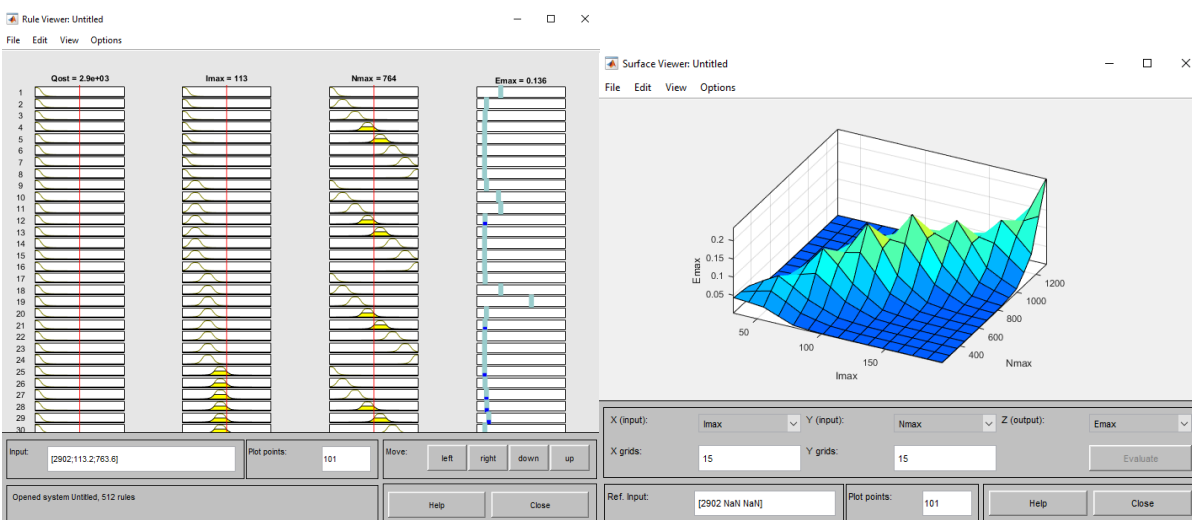 Rule Viewer: Untitled
File Edit View Options
Qost = 2.9e+03
Imax = 113
Nmax = 764
Emax = 0.136
1
2
3
4
5
6
7
8
9
10
11
12
13
14
15
16
17
18
19
20
21
22
23
24
25
26
27
28
29
30
Input:
[2902;113.2;763.6]
Plot points:
101
Move:
left
right
down
up
Opened system Untitled, 512 rules
Help
Close
Surface Viewer: Untitled
File Edit View Options
0.2
0.15
0.1
0.05
Emax
50
100
150
Imax
400
600
800
1000
1200
Nmax
X (input):
Imax
Y (input):
Nmax
Z (output):
Emax
X grids:
15
Y grids:
15
Evaluate
Ref. Input:
[2902 NaN NaN]
Plot points:
101
Help
Close